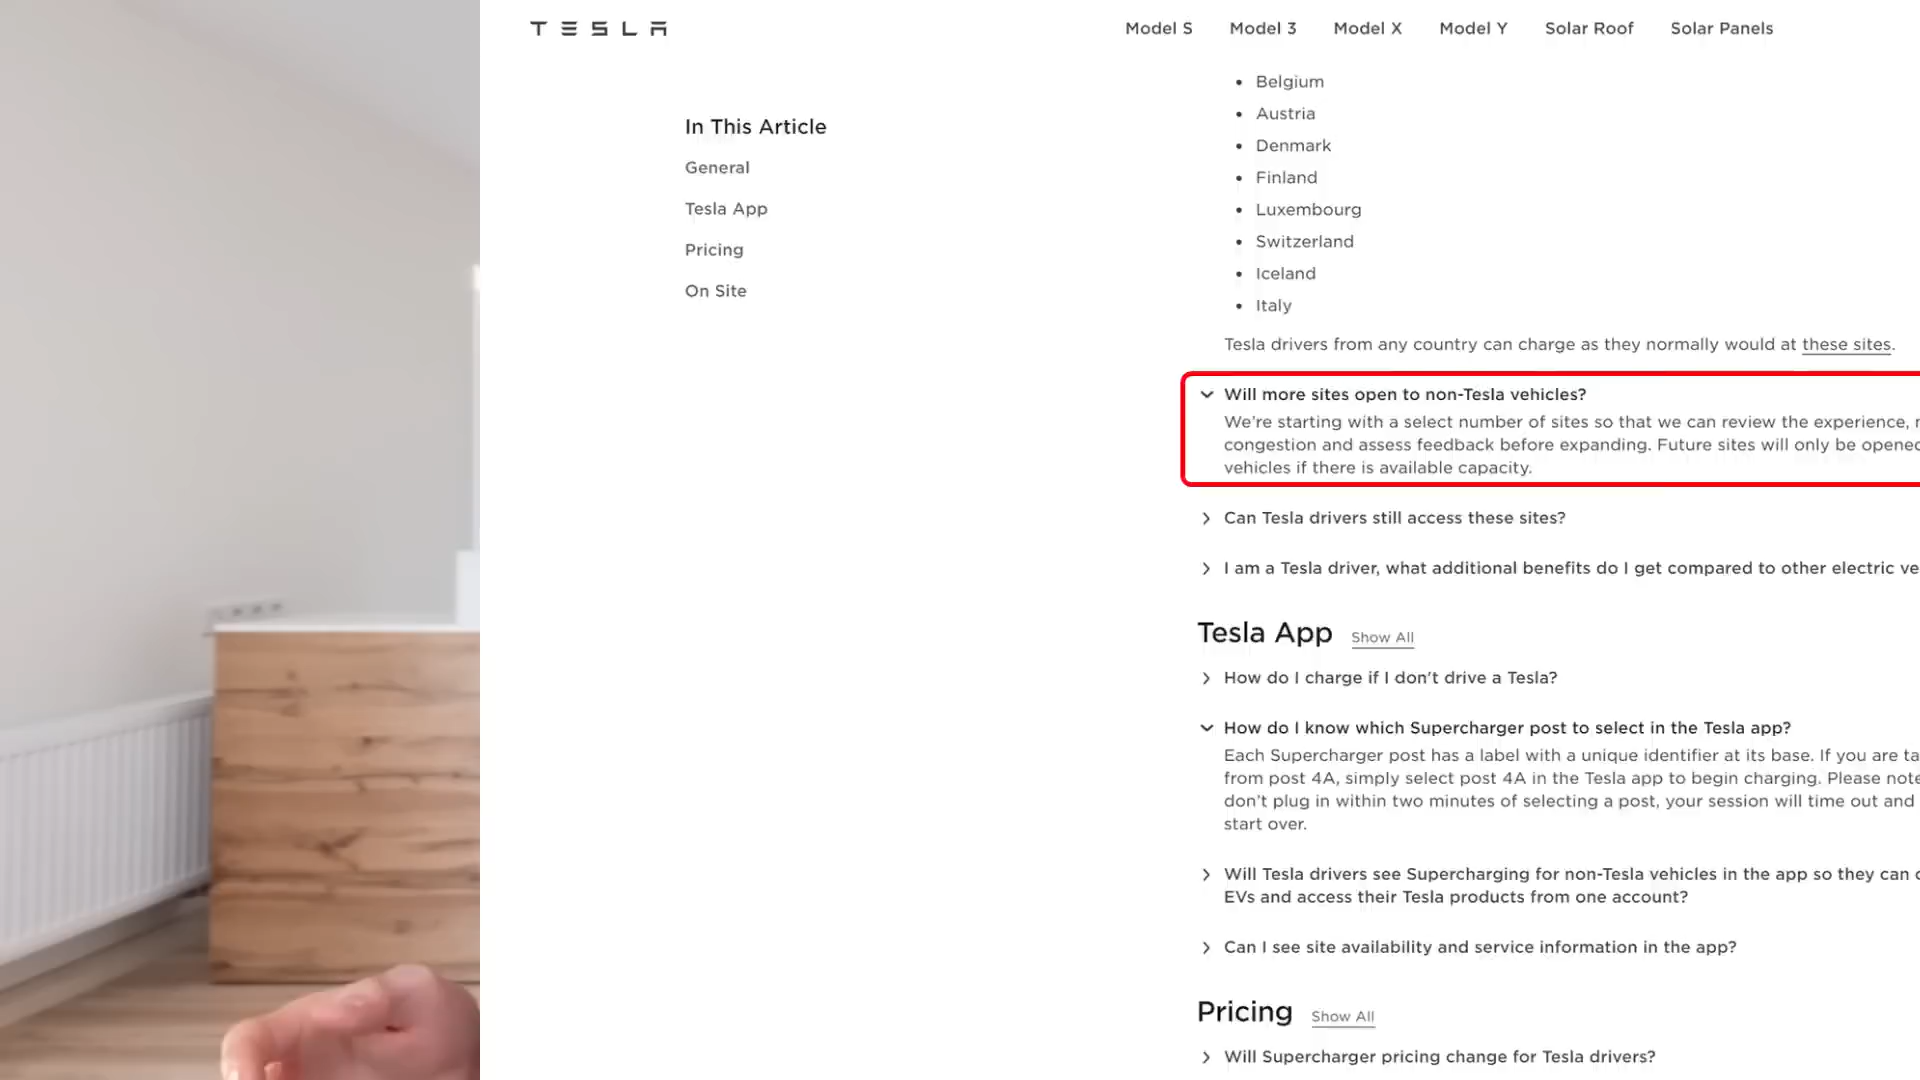 TESLA
Model S Model 3 Model X Model Y Solar Roof Solar Panels
In This Article
General
Tesla App
Pricing
On Site
Belgium
Austria
Denmark
Finland
Luxembourg
Switzerland
Iceland
Italy
Tesla drivers from any country can charge as they normally would at these sites.
Will more sites open to non-Tesla vehicles?
We're starting with a select number of sites so that we can review the experience,
congestion and assess feedback before expanding. Future sites will only be opened
vehicles if there is available capacity.
Can Tesla drivers still access these sites?
I am a Tesla driver, what additional benefits do I get compared to other electric ve
Tesla App Show All
How do I charge if I don't drive a Tesla?
How do I know which Supercharger post to select in the Tesla app?
Each Supercharger post has a label with a unique identifier at its base. If you are ta
from post 4A, simply select post 4A in the Tesla app to begin charging. Please note
don't plug in within two minutes of selecting a post, your session will time out and
start over.
Will Tesla drivers see Supercharging for non-Tesla vehicles in the app so they can
EVs and access their Tesla products from one account?
Can I see site availability and service information in the app?
Pricing Show All
Will Supercharger pricing change for Tesla drivers?